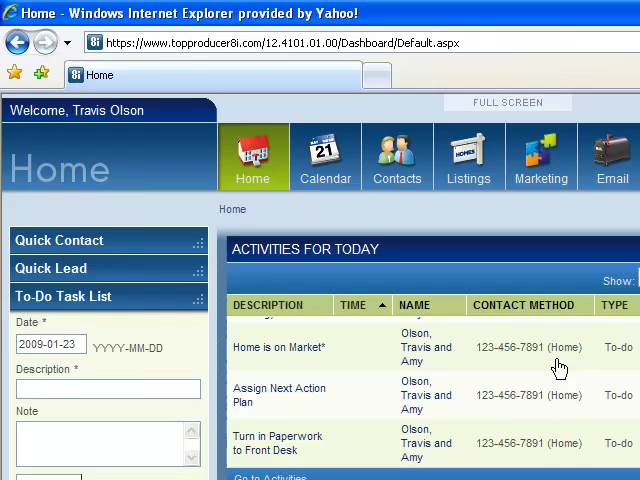 Home - Windows Internet Explorer provided by Yahoo!
https://www.topproducer8i.com/12.4101.01.00/Dashboard/Default.aspx
Home
Welcome, Travis Olson
FULL SCREEN
Home
Home
Calendar
Contacts
Listings
Marketing
Email
Home
Quick Contact
Quick Lead
To-Do Task List
Date *
2009-01-23
YYYY-MM-DD
Description *
Note
ACTIVITIES FOR TODAY
Show:
DESCRIPTION TIME NAME CONTACT METHOD TYPE
Home is on Market*
Olson,
Travis and
Amy
123-456-7891 (Home)
To-do
Assign Next Action
Plan
Olson,
Travis and
Amy
123-456-7891 (Home)
To-do
Turn in Paperwork
to Front Desk
Olson,
Travis and
Amy
123-456-7891 (Home)
To-do
Go to Activities